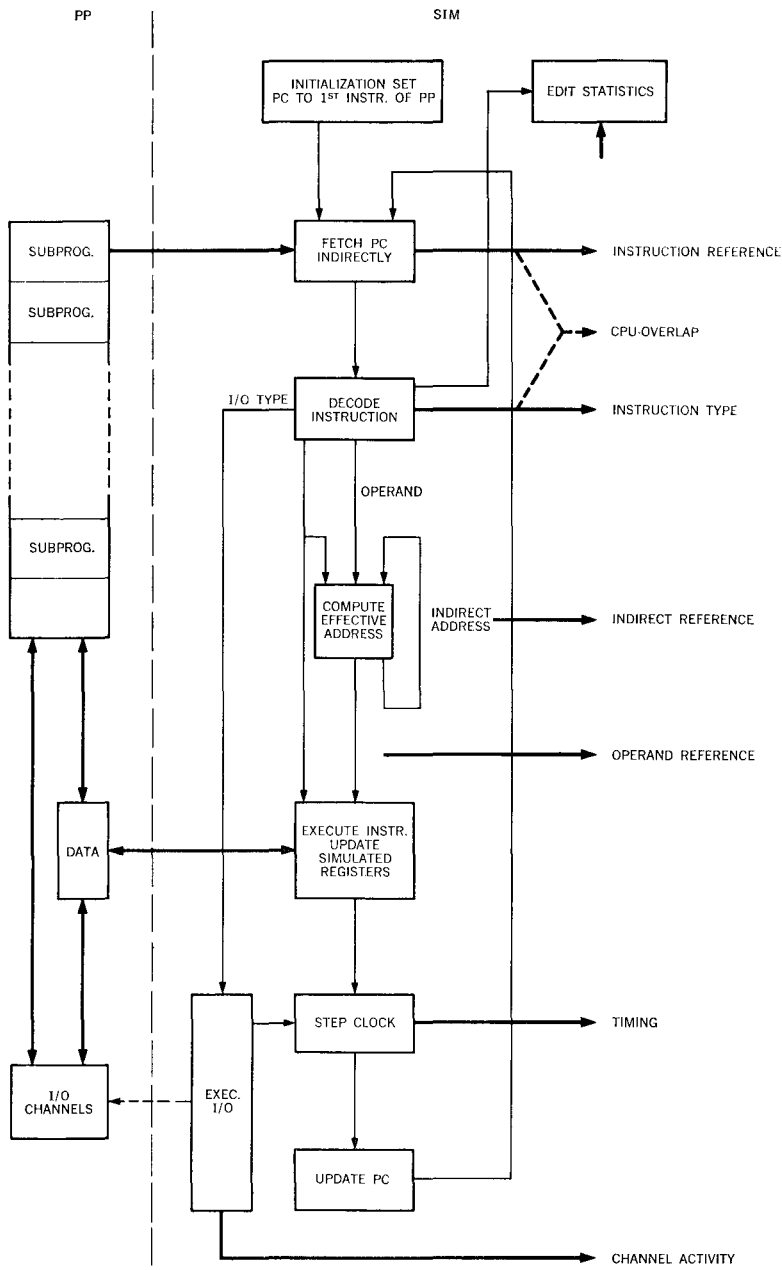 PP
SIM
INITIALIZATION SET
PC TO 1ST INSTR. OF PP
EDIT STATISTICS
SUBPROG.
FETCH PC
INDIRECTLY
INSTRUCTION REFERENCE
SUBPROG.
CPU-OVERLAP
I/O TYPE
DECODE
INSTRUCTION
INSTRUCTION TYPE
OPERAND
SUBPROG.
COMPUTE
EFFECTIVE
ADDRESS
INDIRECT
ADDRESS
INDIRECT REFERENCE
OPERAND REFERENCE
DATA
EXECUTE INSTR.
UPDATE
SIMULATED
REGISTERS
STEP CLOCK
TIMING
I/O
CHANNELS
EXEC.
I/O
UPDATE PC
CHANNEL ACTIVITY